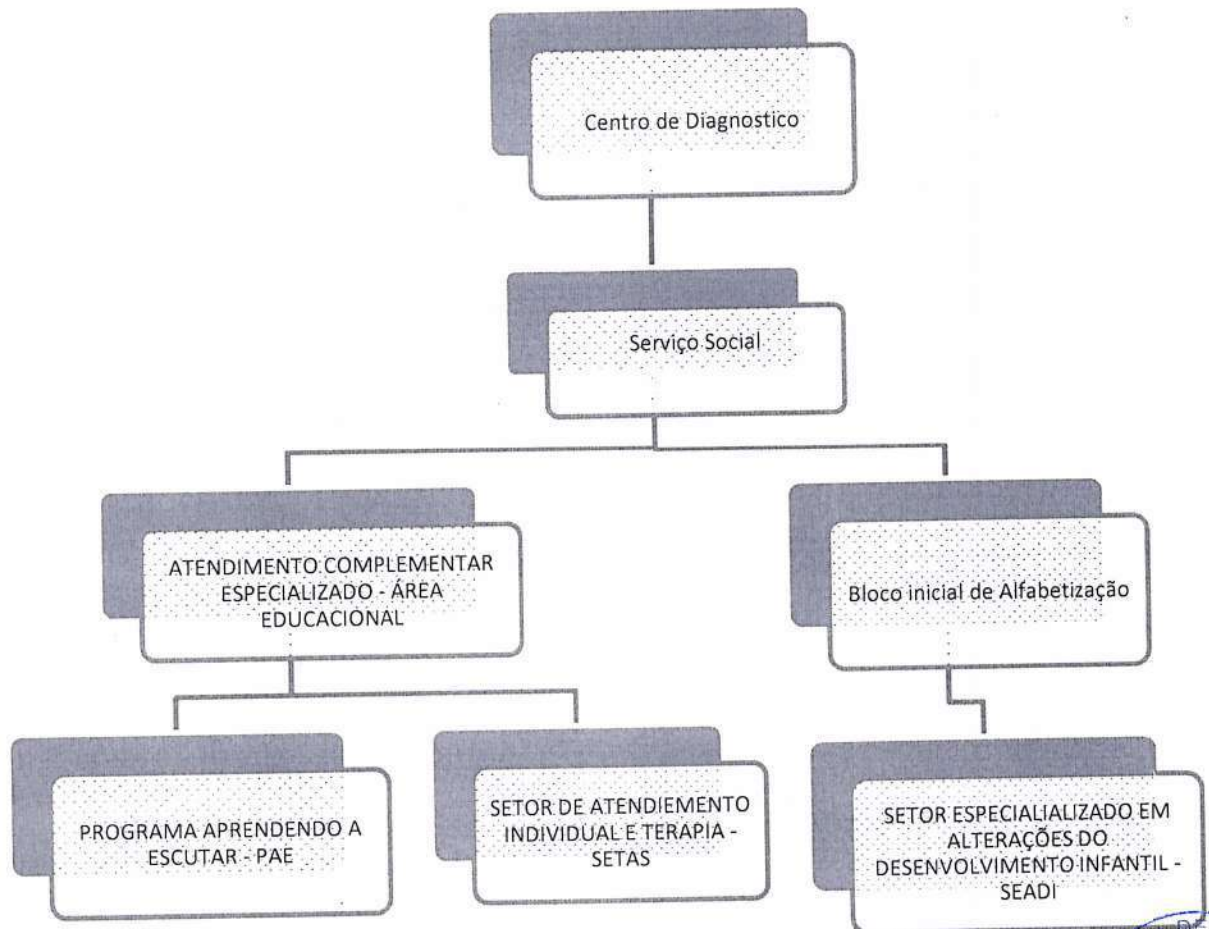 Centro de Diagnostico
Serviço Social
ATENDIMENTO COMPLEMENTAR
ESPECIALIZADO - ÁREA
EDUCACIONAL
Bloco inicial de Alfabetização
PROGRAMA APRENDENDO A
ESCUTAR - PAE
SETOR DE ATENDIEMENTO
INDIVIDUAL E TERAPIA -
SETAS
SETOR ESPECIALIALIZADO EM
ALTERAÇÕES DO
DESENVOLVIMENTO INFANTIL -
SEADI